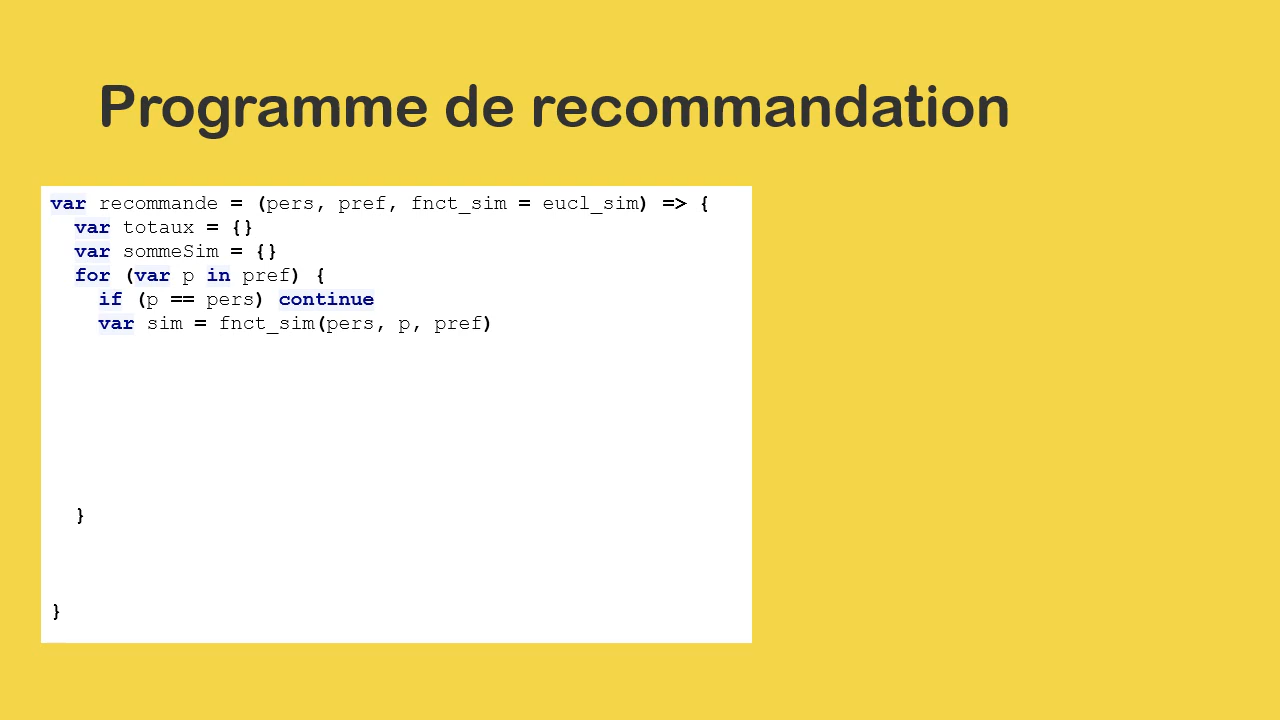 Programme de recommandation
var recommande = (pers, pref, fnct_sim = eucl_sim) => {
  var totaux = {}
  var sommeSim = {}
  for (var p in pref) {
    if (p == pers) continue
    var sim = fnct_sim(pers, p, pref)
  }
}